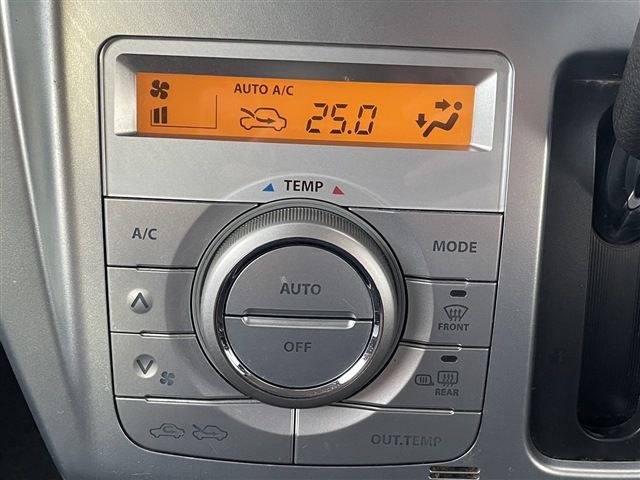 AUTO A/C
25.0
TEMP
A/C
MODE
AUTO
FRONT
OFF
REAR
OUT.TEMP